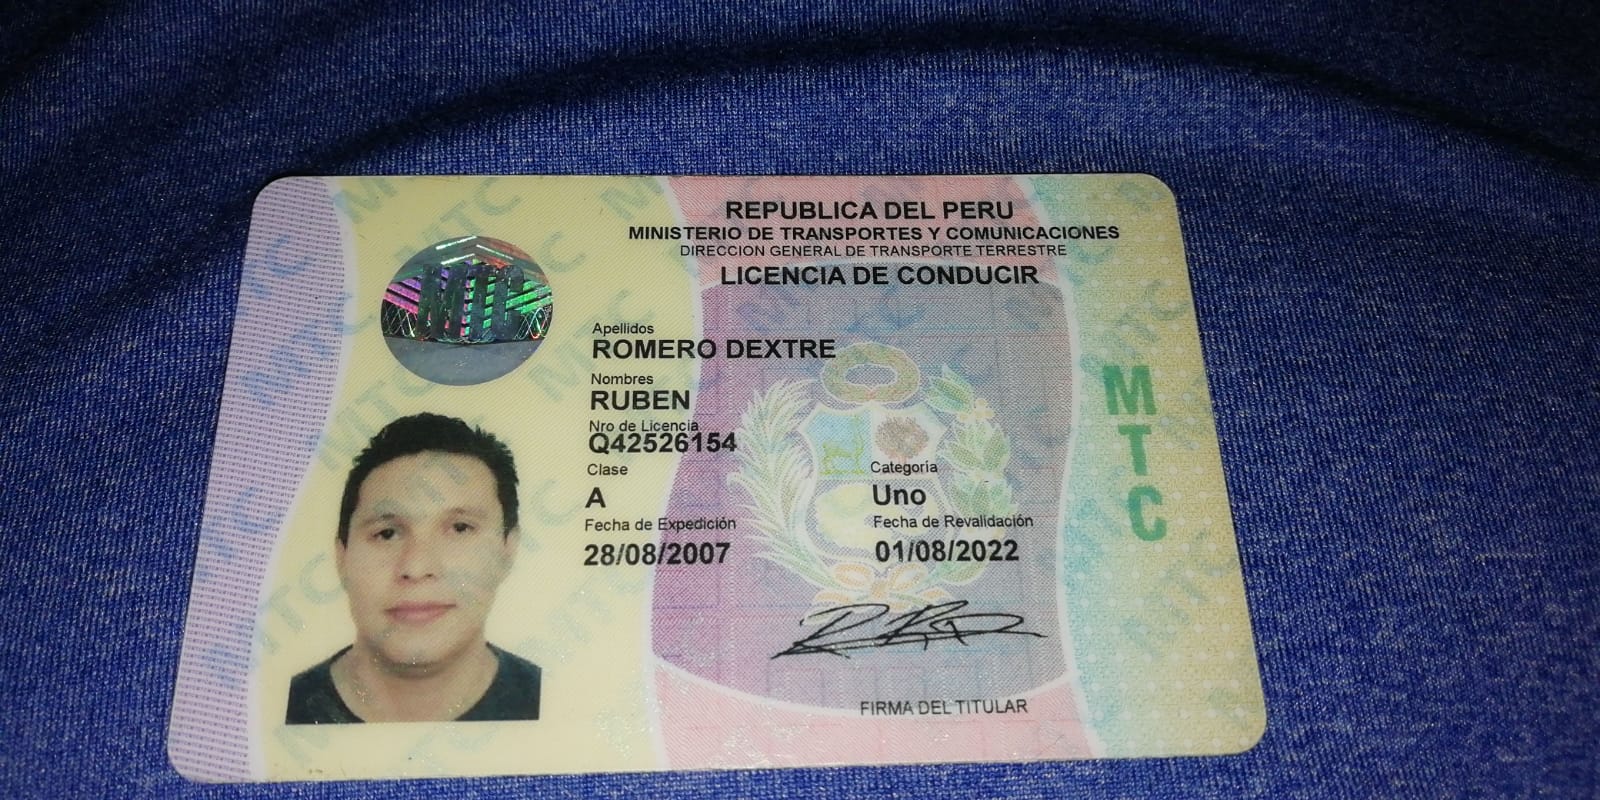 REPUBLICA DEL PERU
MINISTERIO DE TRANSPORTES Y COMUNICACIONES
DIRECCION GENERAL DE TRANSPORTE TERRESTRE
LICENCIA DE CONDUCIR
MTC
Apellidos
ROMERO DEXTRE
Nombres
RUBEN
Nro de Licencia
Q42526154
Clase
A
Categoría
Uno
Fecha de Expedición
28/08/2007
Fecha de Revalidación
01/08/2022
FIRMA DEL TITULAR
M
T
C